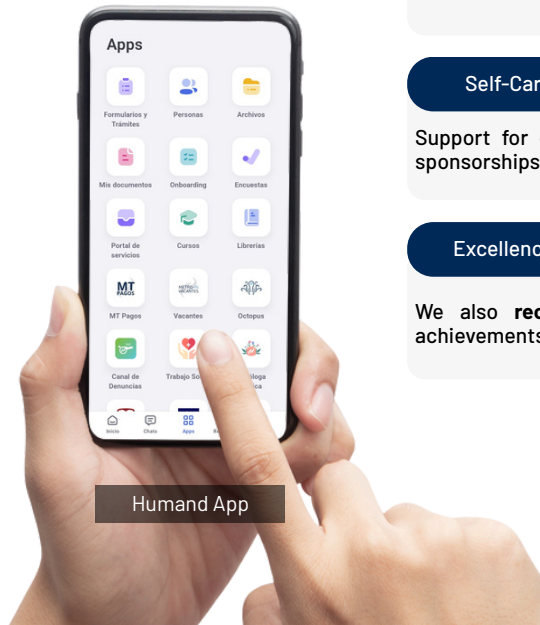 Apps
Formularios y
Trámites
Personas
Archivos
Mis documentos
Onboarding
Encuestas
Portal de
servicios
Cursos
Librerías
MT
PAGOS
MT Pagos
VACANTES
Vacantes
Octopus
Canal de
Denuncias
Trabajo
Inicio
Chats
Apps
Humand App
Self-Car
Support for
sponsorships
Excellenc
We also rec
achievements